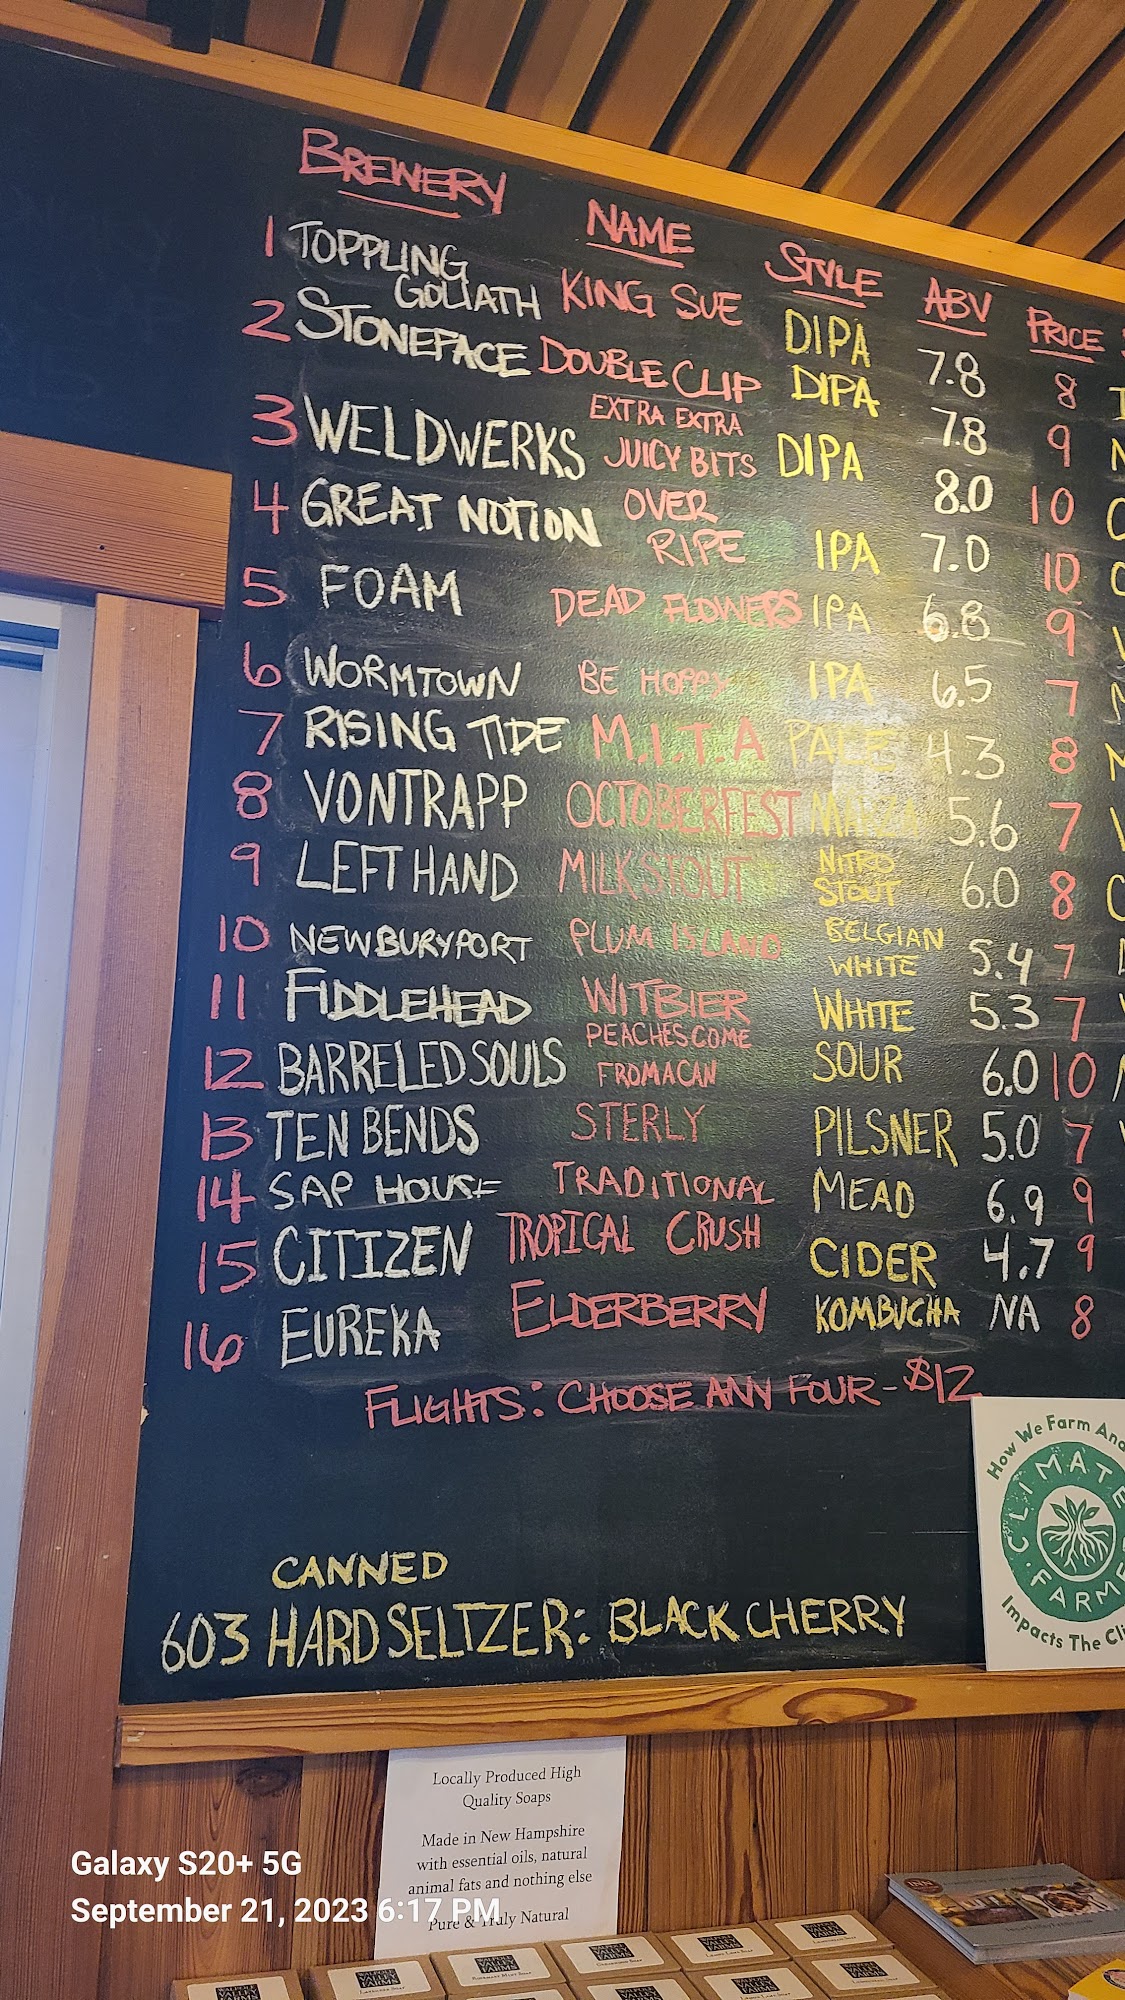 BREWERY NAME STYLE ABV PRICE
1 TOPPLING GOLIATH KING SUE DIPA 7.8 8
2 STONEFACE DOUBLE CLIP DIPA 7.8 9
3 WELDWERKS EXTRA EXTRA JUICY BITS DIPA 8.0 10
4 GREAT NOTION OVER RIPE IPA 7.0 10
5 FOAM DEAD FLOWERS IPA 6.8 9
6 WORMTOWN BE HOPPY IPA 6.5 7
7 RISING TIDE M.I.T.A PALE 4.3 8
8 VONTRAPP OCTOBERFEST MARZA 5.6 7
9 LEFT HAND MILKSTOUT NITRO STOUT 6.0 8
10 NEWBURYPORT PLUM ISLAND BELGIAN WHITE 5.4 7
11 FIDDLEHEAD WITBIER WHITE 5.3 7
12 BARRELED SOULS PEACHES COME FROMACAN SOUR 6.0 10
13 TEN BENDS STERLY PILSNER 5.0 7
14 SAP HOUSE TRADITIONAL MEAD 6.9 9
15 CITIZEN TROPICAL CRUSH CIDER 4.7 9
16 EUREKA ELDERBERRY KOMBUCHA NA 8
FLIGHTS: CHOOSE ANY FOUR - $12
CANNED
603 HARD SELTZER: BLACK CHERRY
How We Farm
CLIMATE
FARM
Impacts The
Locally Produced High
Quality Soaps
Made in New Hampshire
with essential oils, natural
animal fats and nothing else
Pure & Truly Natural
Galaxy S20+ 5G
September 21, 2023 6:17 PM
WALPOLE
VALLEY
FARMS